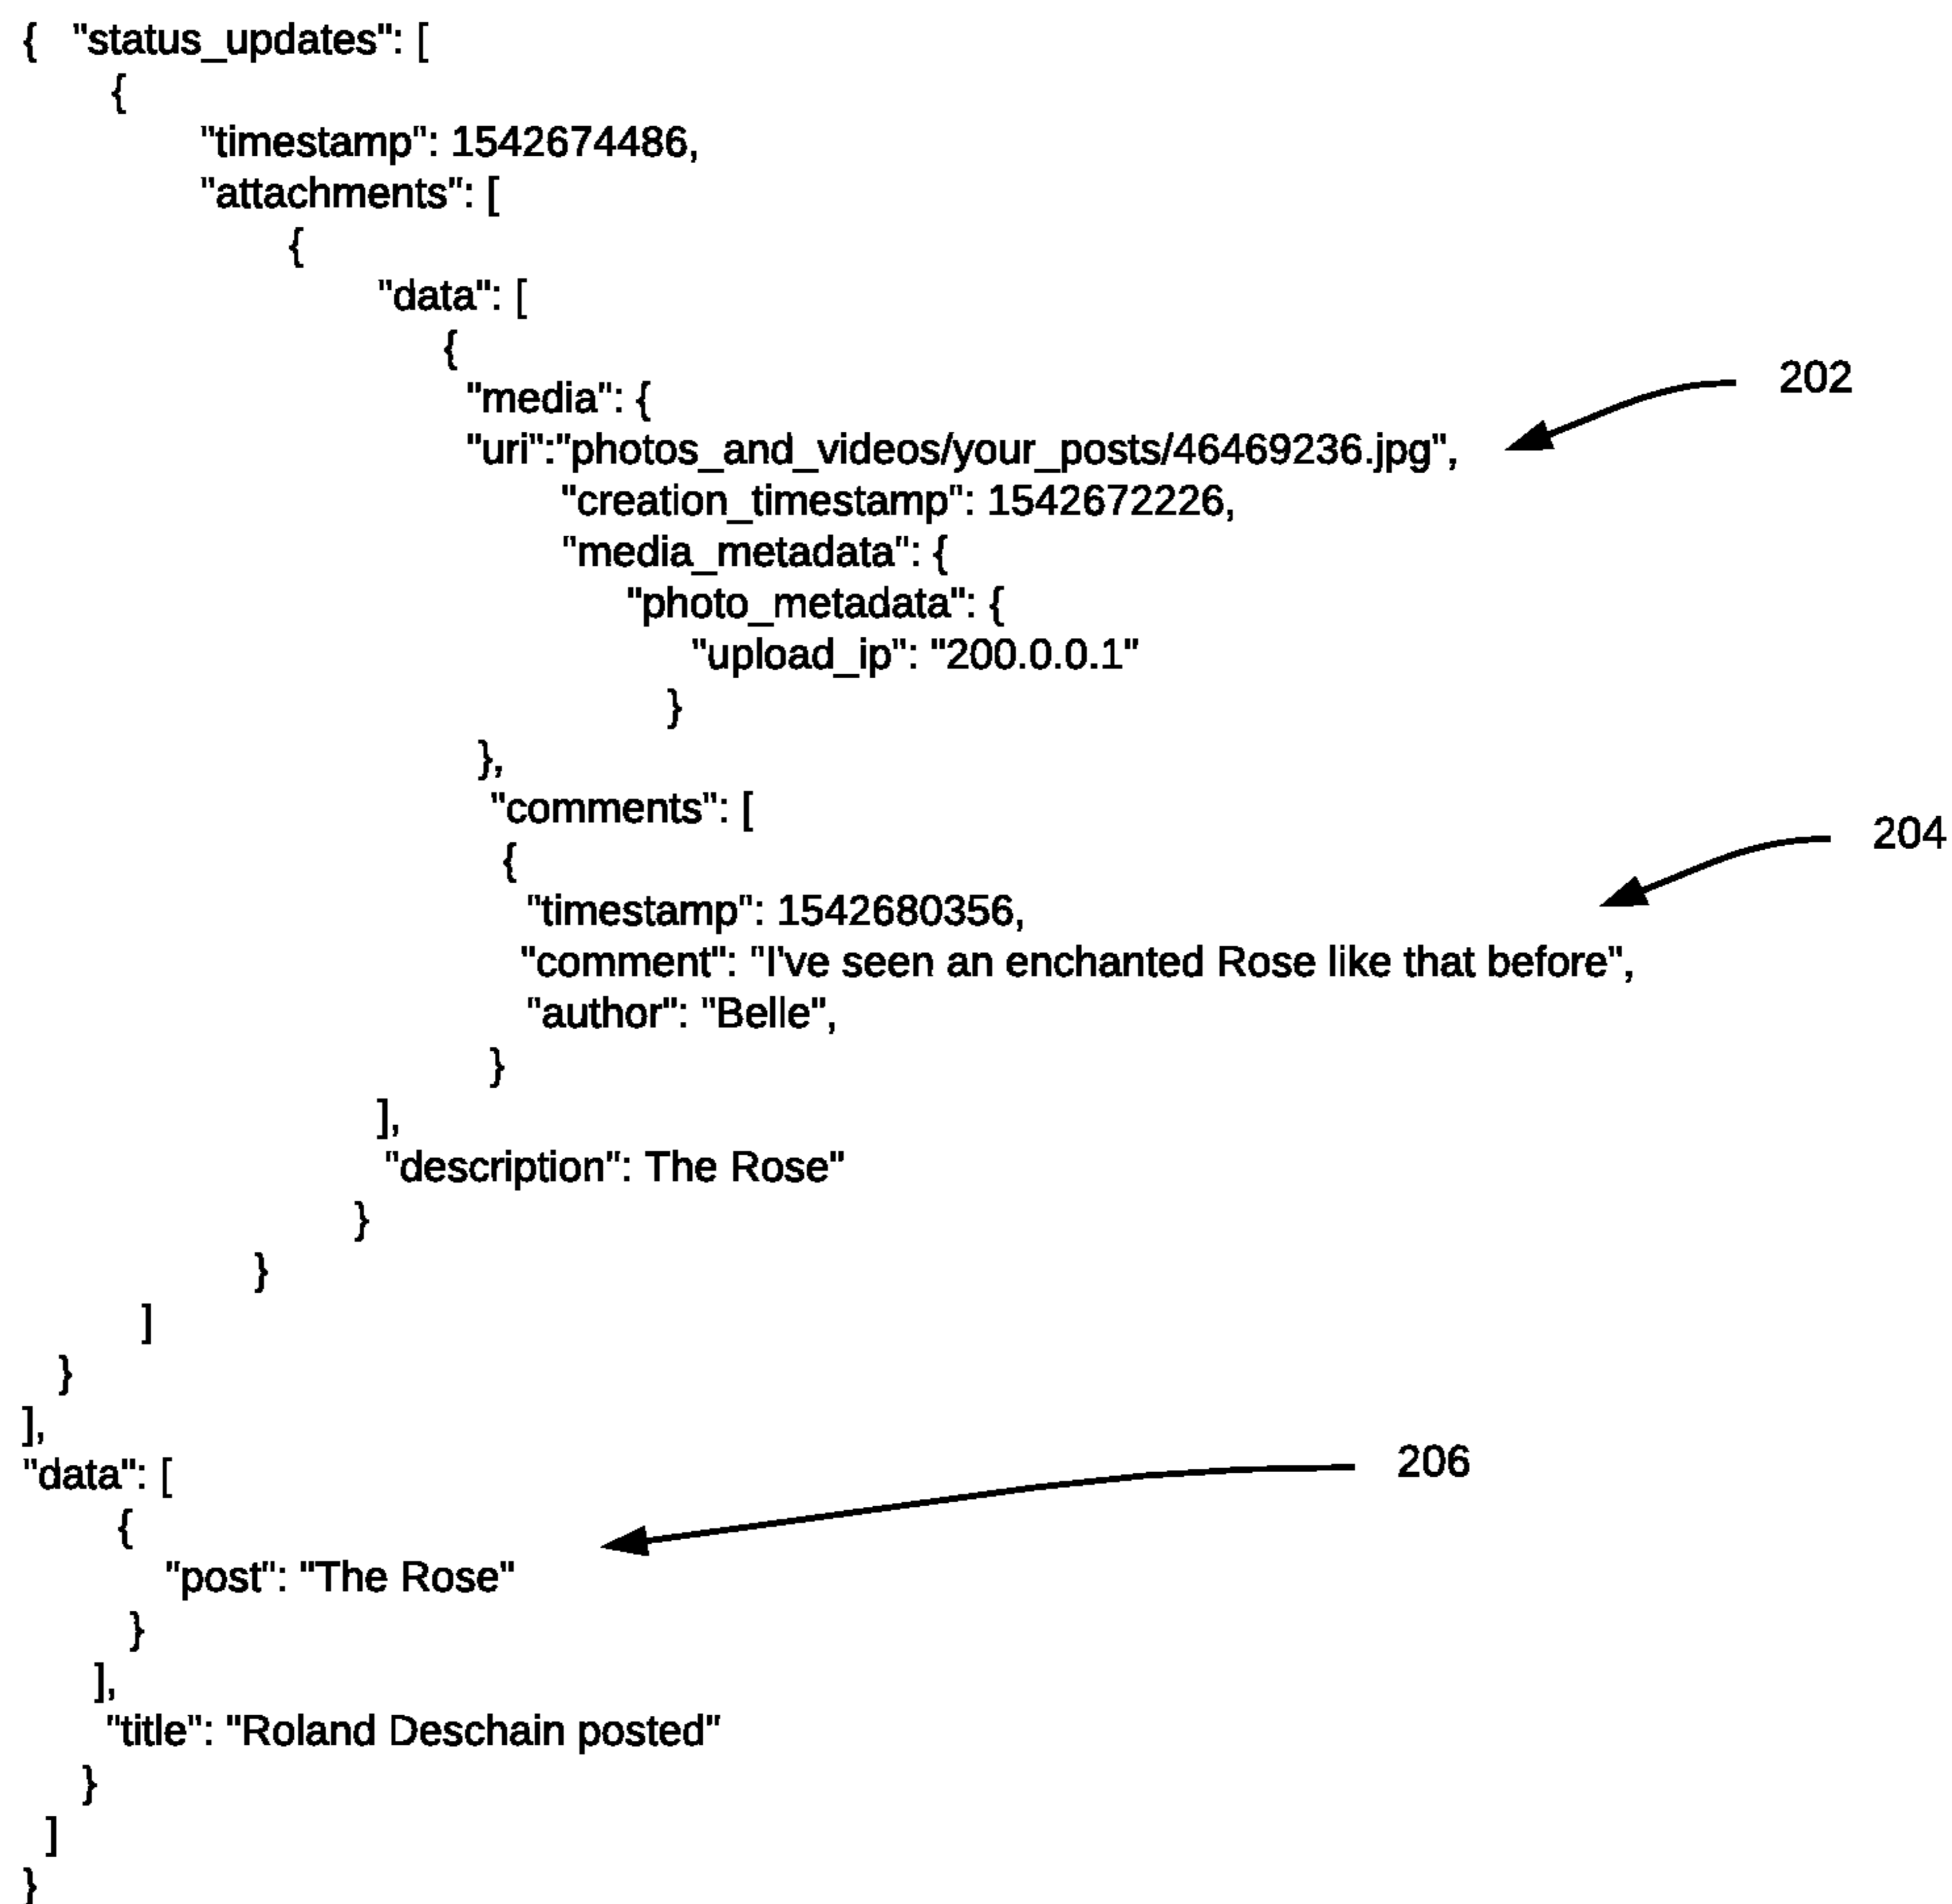 { "status_updates": [
{
"timestamp": 1542674486,
"attachments": [
{
"data": [
{
202
"media": {
"uri":"photos_and_videos/your_posts/46469236.jpg",
"creation_timestamp": 1542672226,
"media_metadata": {
"photo_metadata": {
"upload_ip": "200.0.0.1"
}
},
"comments": [
204
{
"timestamp": 1542680356,
"comment": "I've seen an enchanted Rose like that before",
"author": "Belle",
}
],
"description": The Rose"
}
}
]
}
],
206
"data": [
{
"post": "The Rose"
}
],
"title": "Roland Deschain posted"
}
]
}